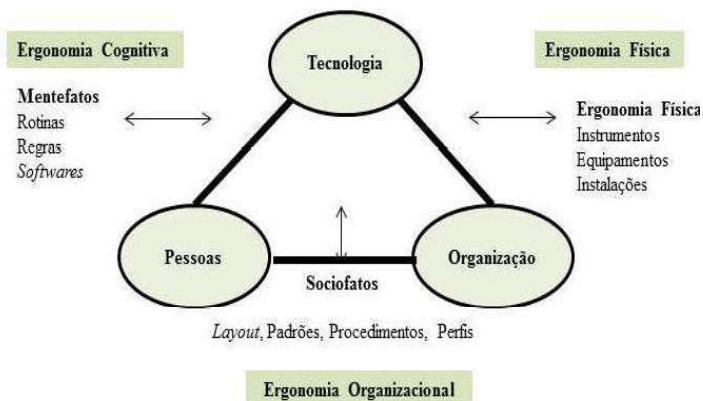 Ergonomia Cognitiva
Ergonomia Física
Tecnologia
Mentefatos
Rotinas
Regras
Softwares
Ergonomia Física
Instrumentos
Equipamentos
Instalações
Pessoas
Organização
Sociofatos
Layout, Padrões, Procedimentos, Perfis
Ergonomia Organizacional